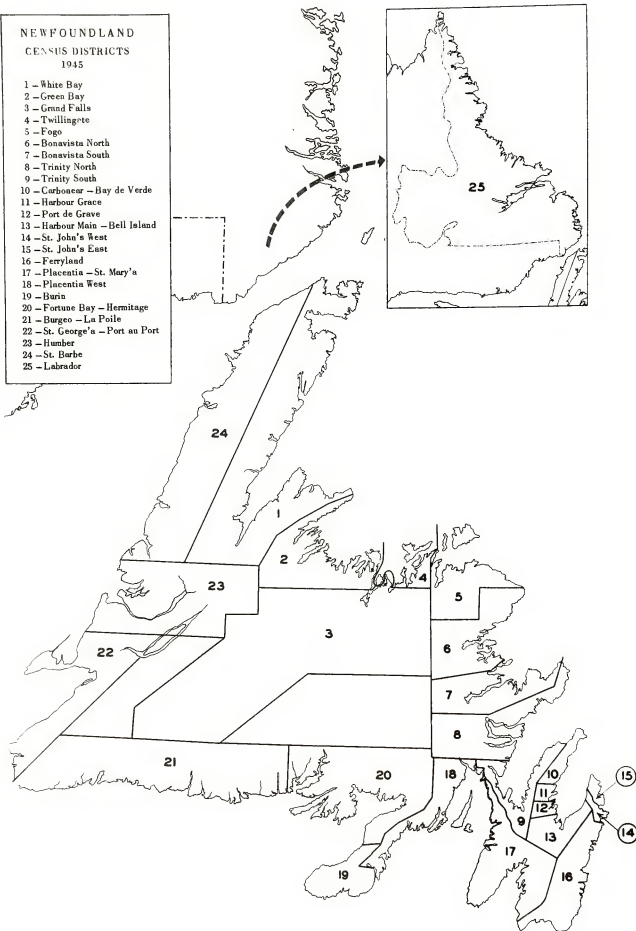 NEWFOUNDLAND
CENSUS DISTRICTS
1945
1 – White Bay
2 – Green Bay
3 – Grand Falls
4 – Twillingate
5 – Fogo
6 – Bonavista North
7 – Bonavista South
8 – Trinity North
9 – Trinity South
10 – Carbonear – Bay de Verde
11 – Harbour Grace
12 – Port de Grave
13 – Harbour Main – Bell Island
14 – St. John's West
15 – St. John's East
16 – Ferryland
17 – Placentia – St. Mary's
18 – Placentia West
19 – Burin
20 – Fortune Bay – Hermitage
21 – Burgeo – La Poile
22 – St. George's – Port au Port
23 – Humber
24 – St. Barbe
25 – Labrador
25
24
1
2
23
4
5
3
6
22
7
8
21
20
18
10
15
11
12
14
9
13
17
19
16